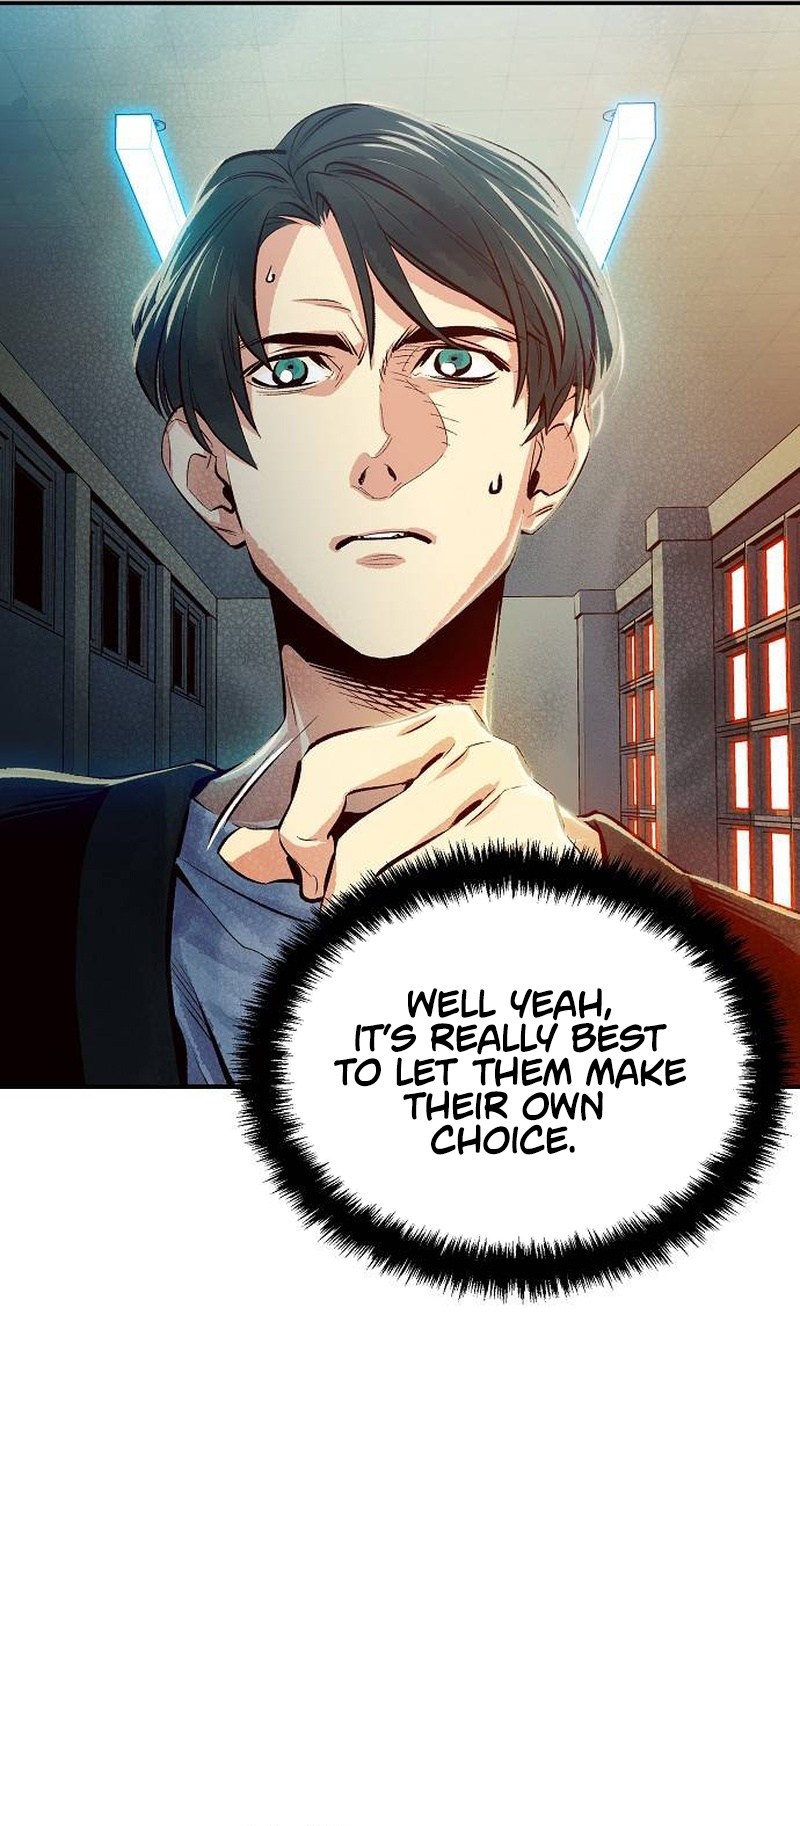 WELL YEAH,
IT'S REALLY BEST
TO LET THEM MAKE
THEIR OWN
CHOICE.